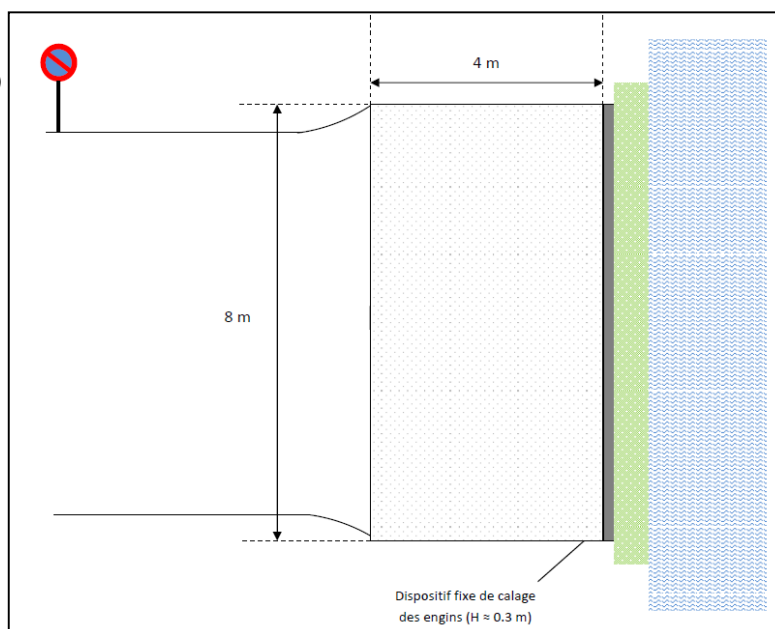 4 m
8 m
Dispositif fixe de calage
des engins (H ≈ 0.3 m)